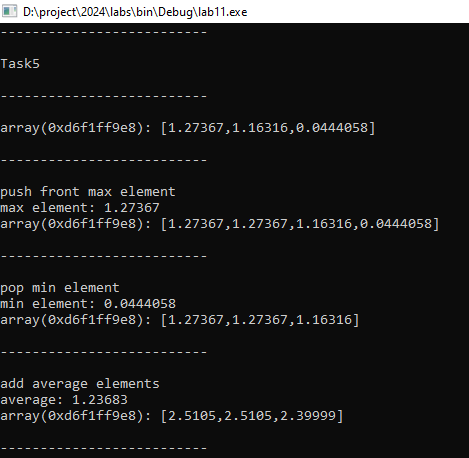 D:\project\2024\labs\bin\Debug\lab11.exe
--------------------------
Task5
--------------------------
array(0xd6f1ff9e8): [1.27367,1.16316,0.0444058]
--------------------------
push front max element
max element: 1.27367
array(0xd6f1ff9e8): [1.27367,1.27367,1.16316,0.0444058]
--------------------------
pop min element
min element: 0.0444058
array(0xd6f1ff9e8): [1.27367,1.27367,1.16316]
--------------------------
add average elements
average: 1.23683
array(0xd6f1ff9e8): [2.5105,2.5105,2.39999]
--------------------------